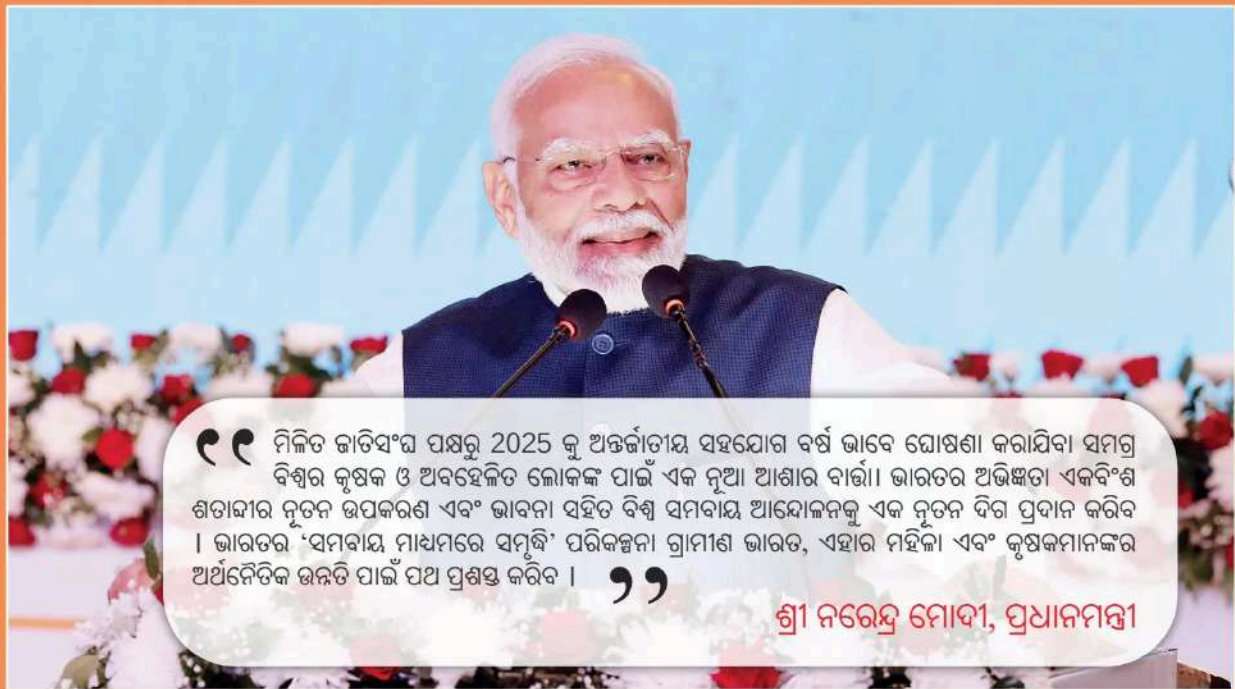 ❛❛ ମିଳିତ ଜାତିସଂଘ ପକ୍ଷରୁ 2025 କୁ ଅନ୍ତର୍ଜାତୀୟ ସହଯୋଗ ବର୍ଷ ଭାବେ ଘୋଷଣା କରାଯିବା ସମଗ୍ର
ବିଶ୍ୱର କୃଷକ ଓ ଅବହେଳିତ ଲୋକଙ୍କ ପାଇଁ ଏକ ନୂଆ ଆଶାର ବାର୍ତ୍ତା। ଭାରତର ଅଭିଜ୍ଞତା ଏକବିଂଶ
ଶତାବ୍ଦୀର ନୂତନ ଉପକରଣ ଏବଂ ଭାବନା ସହିତ ବିଶ୍ୱ ସମବାୟ ଆନ୍ଦୋଳନକୁ ଏକ ନୂତନ ଦିଗ ପ୍ରଦାନ କରିବ
। ଭାରତର ‘ସମବାୟ ମାଧ୍ୟମରେ ସମୃଦ୍ଧି’ ପରିକଳ୍ପନା ଗ୍ରାମୀଣ ଭାରତ, ଏହାର ମହିଳା ଏବଂ କୃଷକମାନଙ୍କର
ଅର୍ଥନୈତିକ ଉନ୍ନତି ପାଇଁ ପଥ ପ୍ରଶସ୍ତ କରିବ । ❜❜
ଶ୍ରୀ ନରେନ୍ଦ୍ର ମୋଦୀ, ପ୍ରଧାନମନ୍ତ୍ରୀ